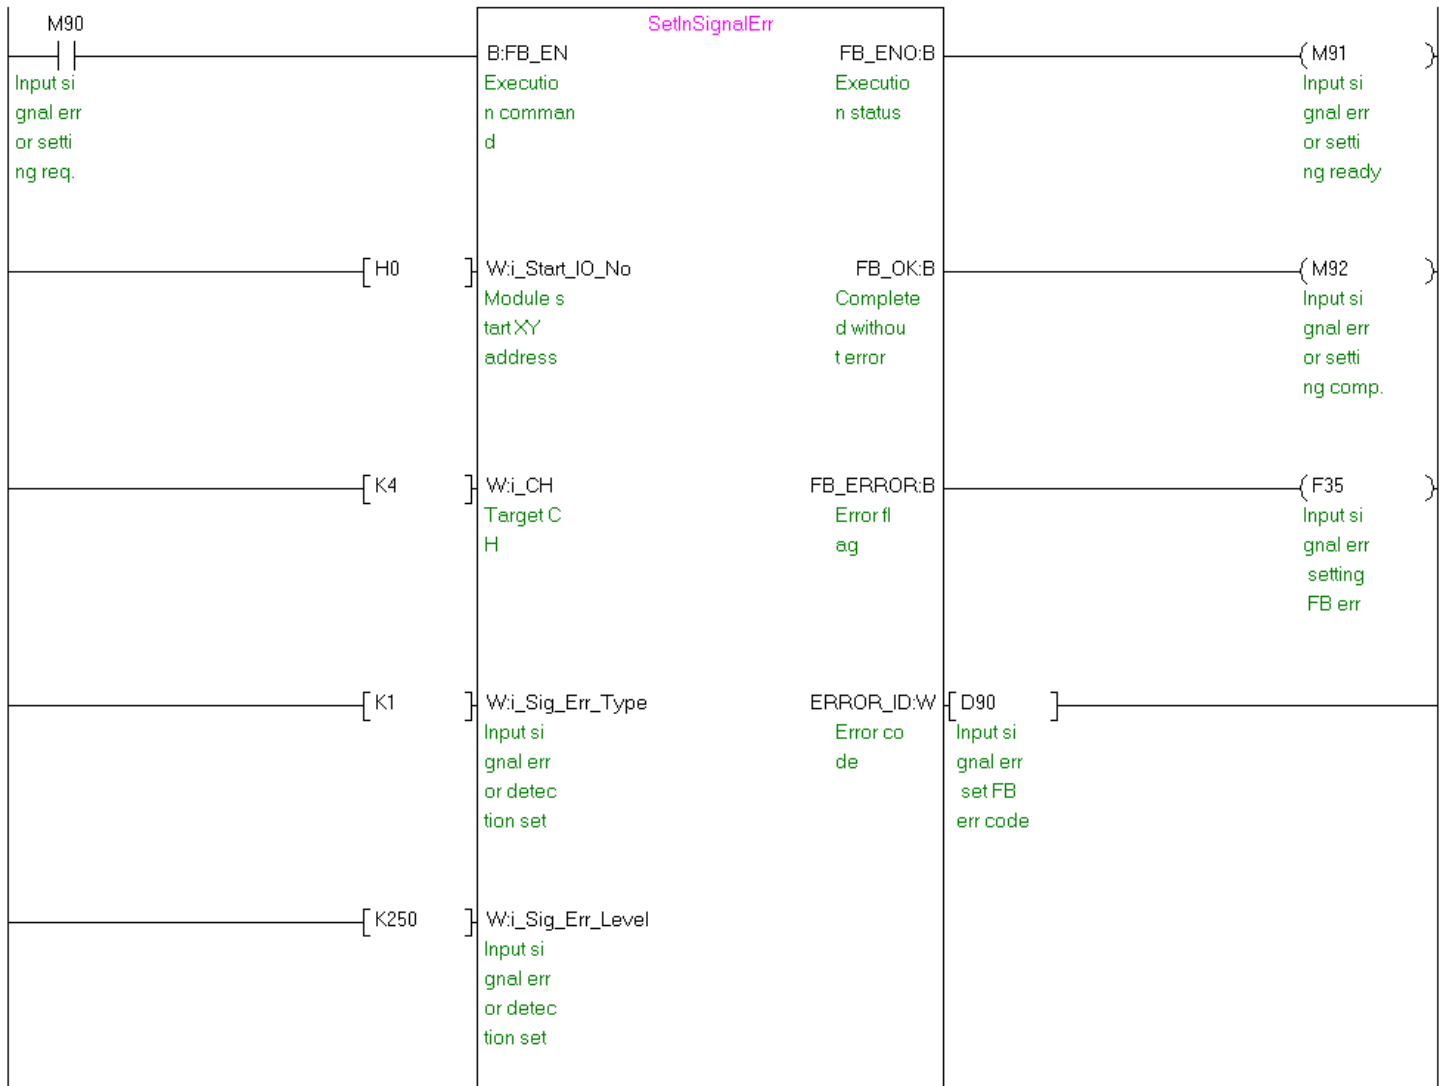 SetInSignalErr
M90
B:FB_EN
FB_ENO:B
M91
Input si
gnal err
or setti
ng req.
Executio
n comman
d
Executio
n status
Input si
gnal err
or setti
ng ready
H0
W:i_Start_IO_No
FB_OK:B
M92
Module s
tart XY
address
Complete
d withou
t error
Input si
gnal err
or setti
ng comp.
K4
W:i_CH
FB_ERROR:B
F35
Target C
H
Error fl
ag
Input si
gnal err
setting
FB err
K1
W:i_Sig_Err_Type
ERROR_ID:W
D90
Input si
gnal err
or detec
tion set
Error co
de
Input si
gnal err
set FB
err code
K250
W:i_Sig_Err_Level
Input si
gnal err
or detec
tion set